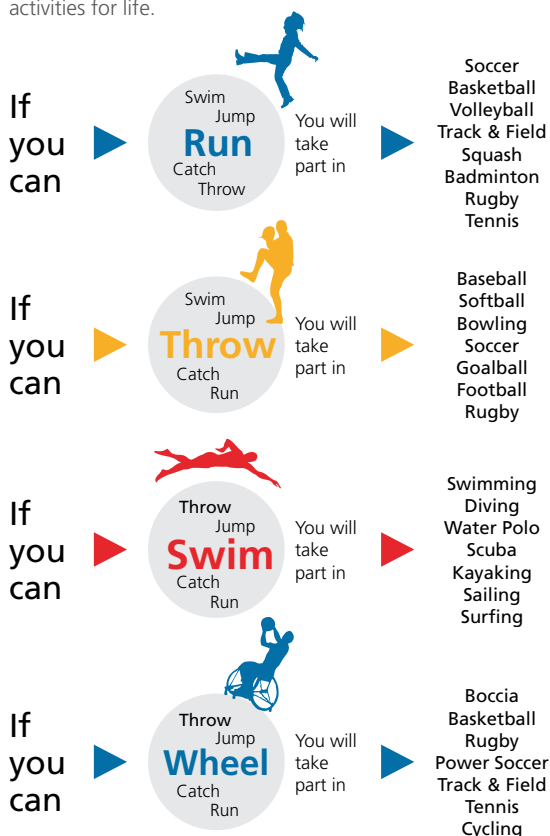 activities for life.
If
you
can
Swim
Jump
Run
Catch
Throw
You will
take
part in
Soccer
Basketball
Volleyball
Track & Field
Squash
Badminton
Rugby
Tennis
If
you
can
Swim
Jump
Throw
Catch
Run
You will
take
part in
Baseball
Softball
Bowling
Soccer
Goalball
Football
Rugby
If
you
can
Throw
Jump
Swim
Catch
Run
You will
take
part in
Swimming
Diving
Water Polo
Scuba
Kayaking
Sailing
Surfing
If
you
can
Throw
Jump
Wheel
Catch
Run
You will
take
part in
Boccia
Basketball
Rugby
Power Soccer
Track & Field
Tennis
Cycling